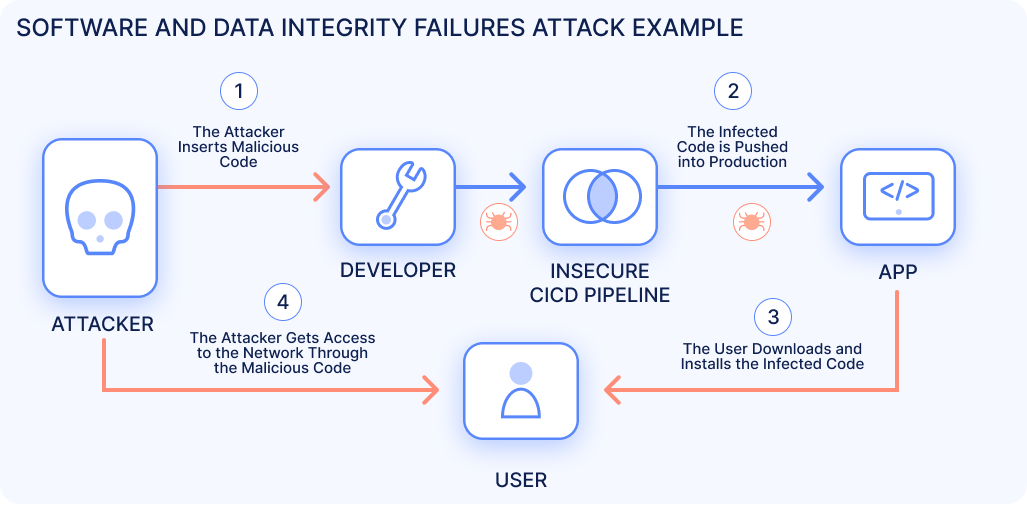 SOFTWARE AND DATA INTEGRITY FAILURES ATTACK EXAMPLE
1
The Attacker
Inserts Malicious
Code
2
The Infected
Code is Pushed
into Production
</>
DEVELOPER
INSECURE
CICD PIPELINE
APP
ATTACKER
4
The Attacker Gets Access
to the Network Through
the Malicious Code
3
The User Downloads and
Installs the Infected Code
USER